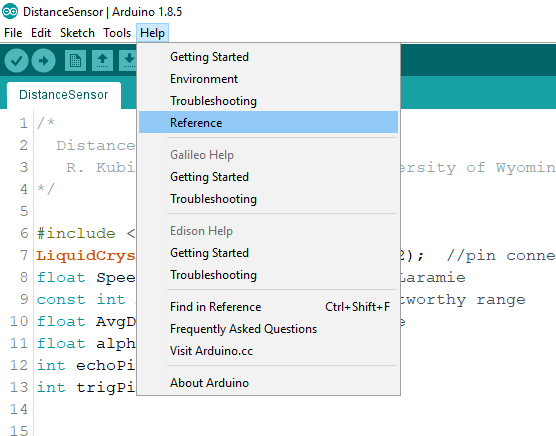 DistanceSensor | Arduino 1.8.5
File Edit Sketch Tools Help
DistanceSensor
Getting Started
Environment
Troubleshooting
Reference
Galileo Help
Getting Started
Troubleshooting
Edison Help
Getting Started
Troubleshooting
Find in Reference Ctrl+Shift+F
Frequently Asked Questions
Visit Arduino.cc
About Arduino
1 /*
2 Distance
3 R. Kubi ersity of Wyomin
4 */
5
6 #include <
7 LiquidCrys 2); //pin conne
8 float Spee Laramie
9 const int tworthy range
10 float AvgD e
11 float alph
12 int echoPi
13 int trigPi
14
15